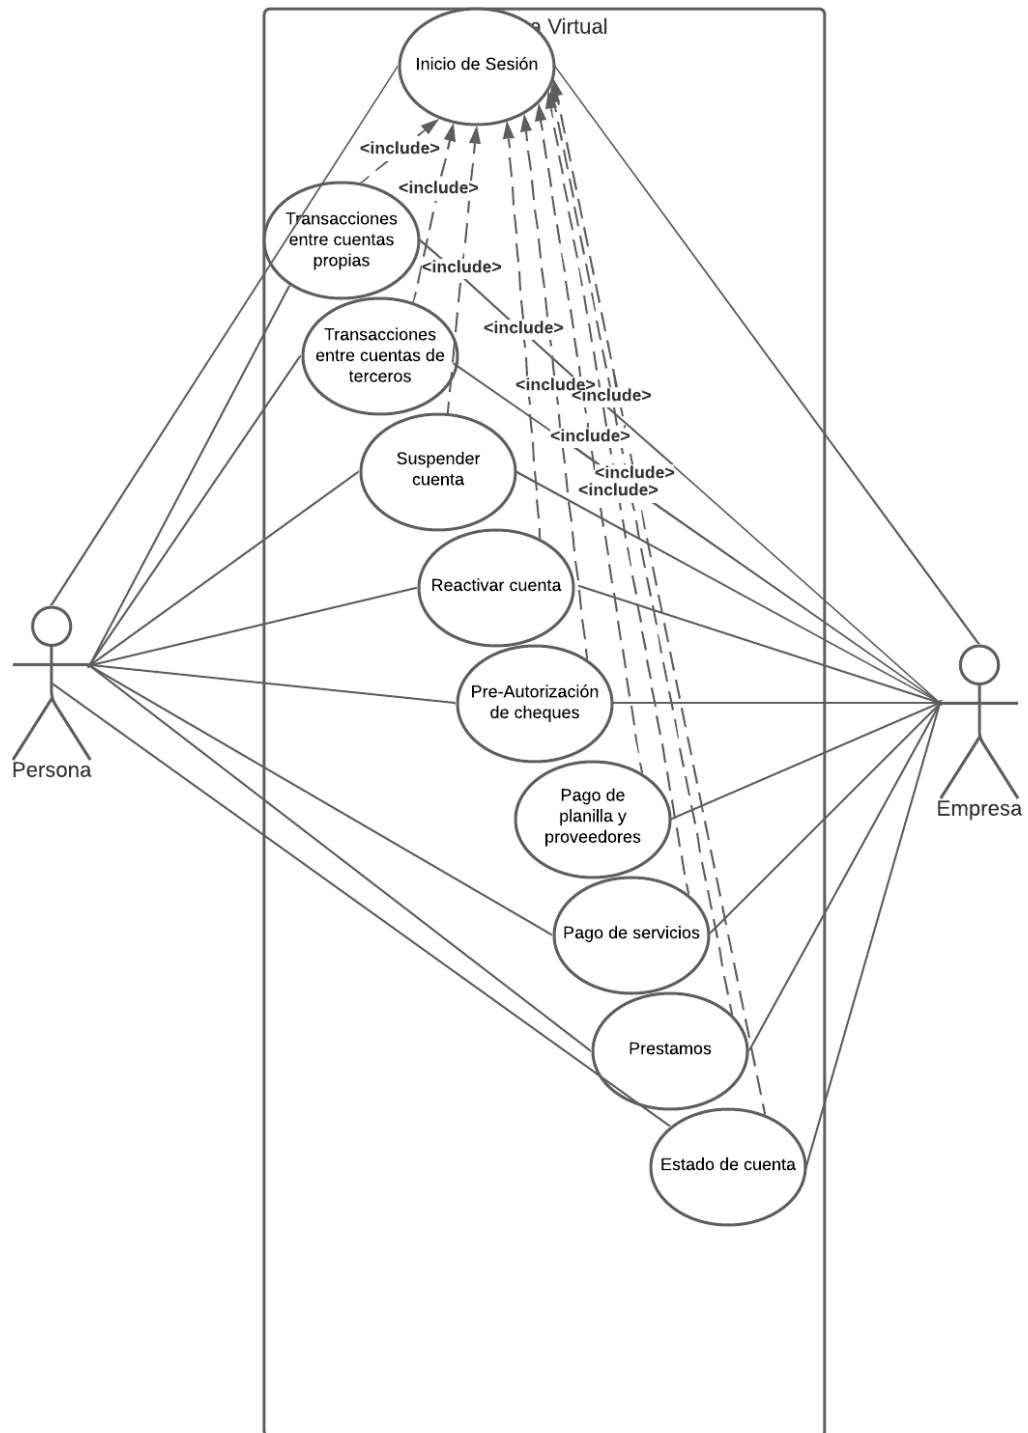 Virtual
Inicio de Sesión
<include>
<include>
Transacciones
entre cuentas
propias
<include>
<include>
Transacciones
entre cuentas de
terceros
<include>
<include>
<include>
Suspender
cuenta
<include>
<include>
Reactivar cuenta
Pre-Autorización
de cheques
Persona
Empresa
Pago de
planilla y
proveedores
Pago de servicios
Prestamos
Estado de cuenta